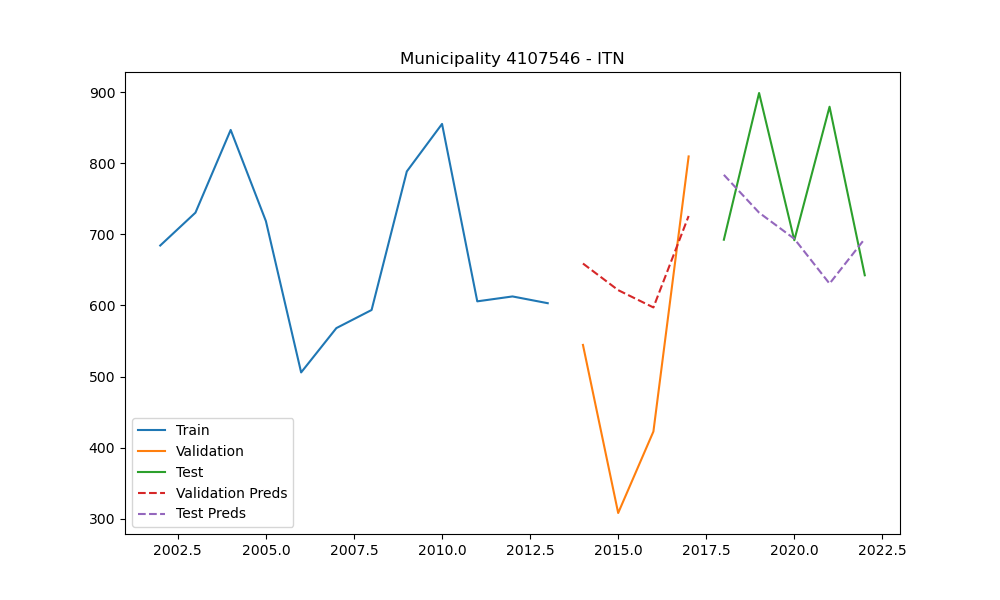 Municipality 4107546 - ITN
900
800
700
600
500
400
300
Train
Validation
Test
Validation Preds
Test Preds
2002.5 2005.0 2007.5 2010.0 2012.5 2015.0 2017.5 2020.0 2022.5